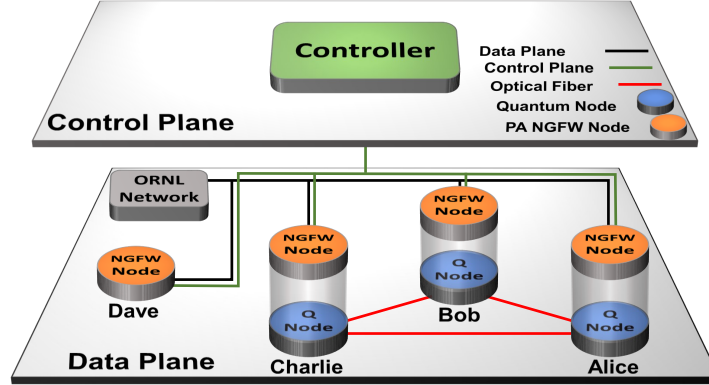 Controller
Data Plane
Control Plane
Optical Fiber
Quantum Node
PA NGFW Node
Control Plane
ORNL
Network
NGFW
Node
NGFW
Node
NGFW
Node
NGFW
Node
Q
Node
Q
Node
Q
Node
Dave
Bob
Charlie
Alice
Data Plane